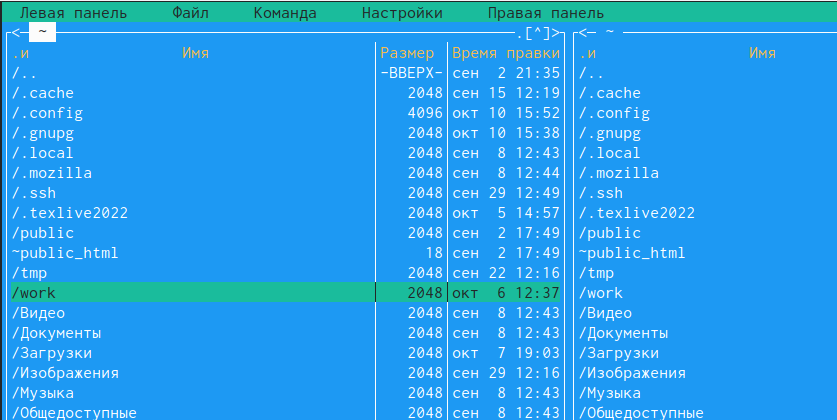 Левая панель Файл Команда Настройки Правая панель
<— ~ .[^]> <— ~
.и Имя Размер Время правки .и Имя
/.. -ВВЕРХ- сен 2 21:35 /..
/.cache 2048 сен 15 12:19 /.cache
/.config 4096 окт 10 15:52 /.config
/.gnupg 2048 окт 10 15:38 /.gnupg
/.local 2048 сен 8 12:43 /.local
/.mozilla 2048 сен 8 12:44 /.mozilla
/.ssh 2048 сен 29 12:49 /.ssh
/.texlive2022 2048 окт 5 14:57 /.texlive2022
/public 2048 сен 2 17:49 /public
~public_html 18 сен 2 17:49 ~public_html
/tmp 2048 сен 22 12:16 /tmp
/work 2048 окт 6 12:37 /work
/Видео 2048 сен 8 12:43 /Видео
/Документы 2048 сен 8 12:43 /Документы
/Загрузки 2048 окт 7 19:03 /Загрузки
/Изображения 2048 сен 29 12:16 /Изображения
/Музыка 2048 сен 8 12:43 /Музыка
/Общедоступные 2048 сен 8 12:43 /Общедоступные